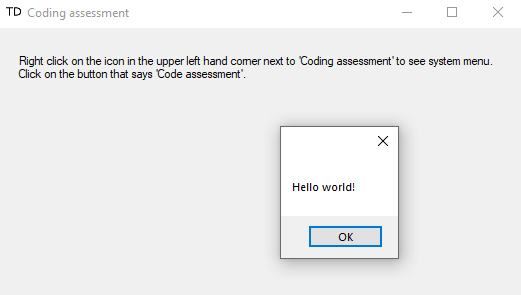 TD Coding assessment
Right click on the icon in the upper left hand corner next to 'Coding assessment' to see system menu.
Click on the button that says 'Code assessment'.
Hello world!
OK